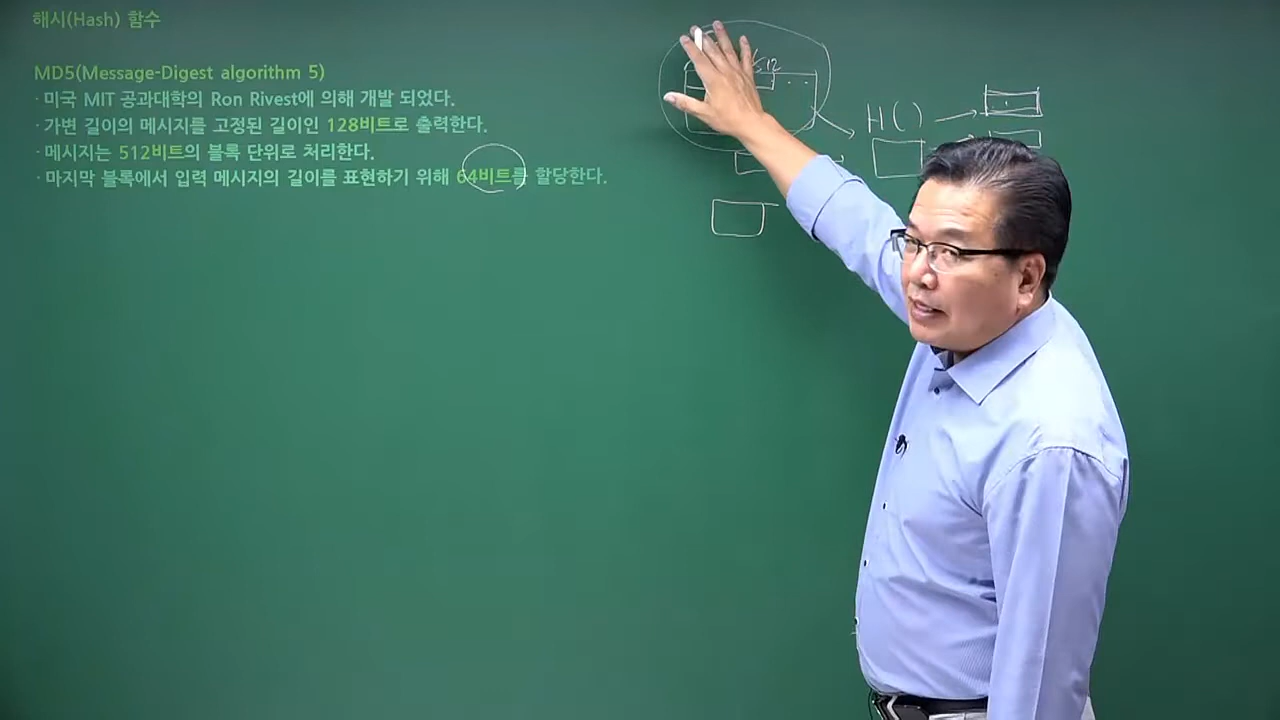 해시(Hash) 함수
MD5(Message-Digest algorithm 5)
· 미국 MIT 공과대학의 Ron Rivest에 의해 개발 되었다.
· 가변 길이의 메시지를 고정된 길이인 128비트로 출력한다.
· 메시지는 512비트의 블록 단위로 처리한다.
· 마지막 블록에서 입력 메시지의 길이를 표현하기 위해 64비트를 할당한다.
512
H( )